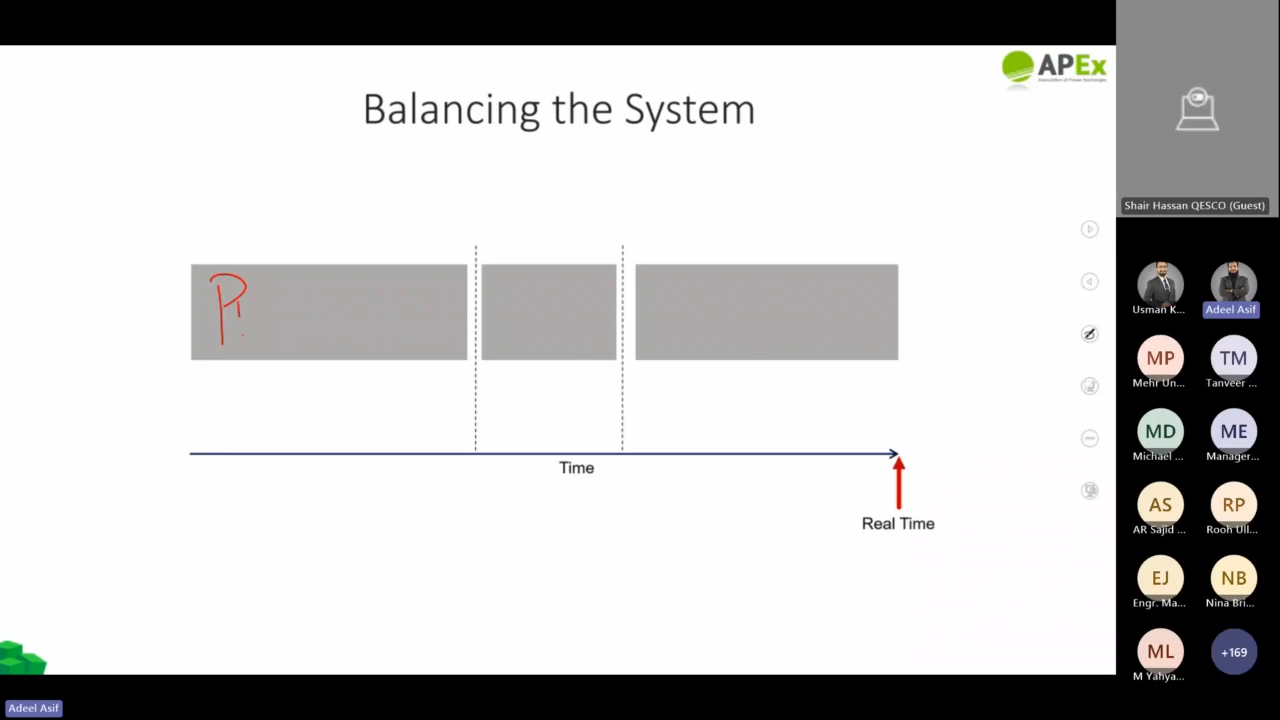 APEx
Balancing the System
Shair Hassan QESCO (Guest)
Usman K...
Adeel Asif
MP
TM
Mehr Un...
Tanveer ...
MD
ME
Michael ...
Manager...
AS
RP
AR Sajid ...
Rooh Ull...
EJ
NB
Engr. Ma...
Nina Bri...
ML
+169
M Yahya...
Time
Real Time
Adeel Asif